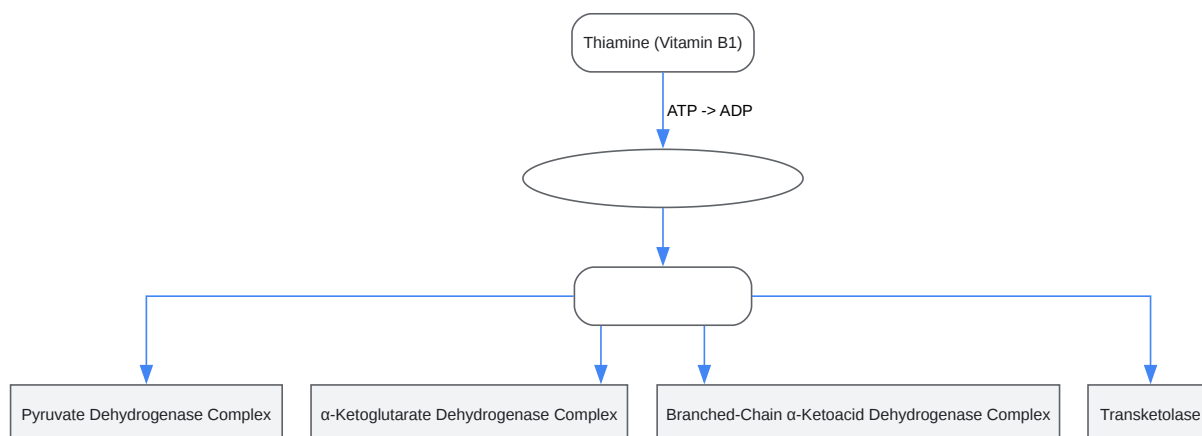 Thiamine (Vitamin B1)
ATP -> ADP
Pyruvate Dehydrogenase Complex
α-Ketoglutarate Dehydrogenase Complex
Branched-Chain α-Ketoacid Dehydrogenase Complex
Transketolase